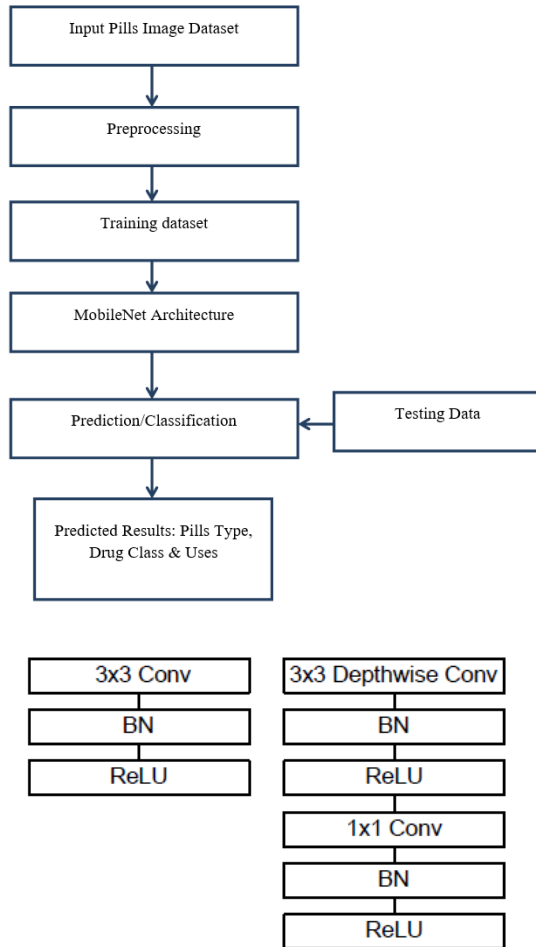 Input Pills Image Dataset
Preprocessing
Training dataset
MobileNet Architecture
Prediction/Classification
Testing Data
Predicted Results: Pills Type,
Drug Class & Uses
3x3 Conv
BN
ReLU
3x3 Depthwise Conv
BN
ReLU
1x1 Conv
BN
ReLU